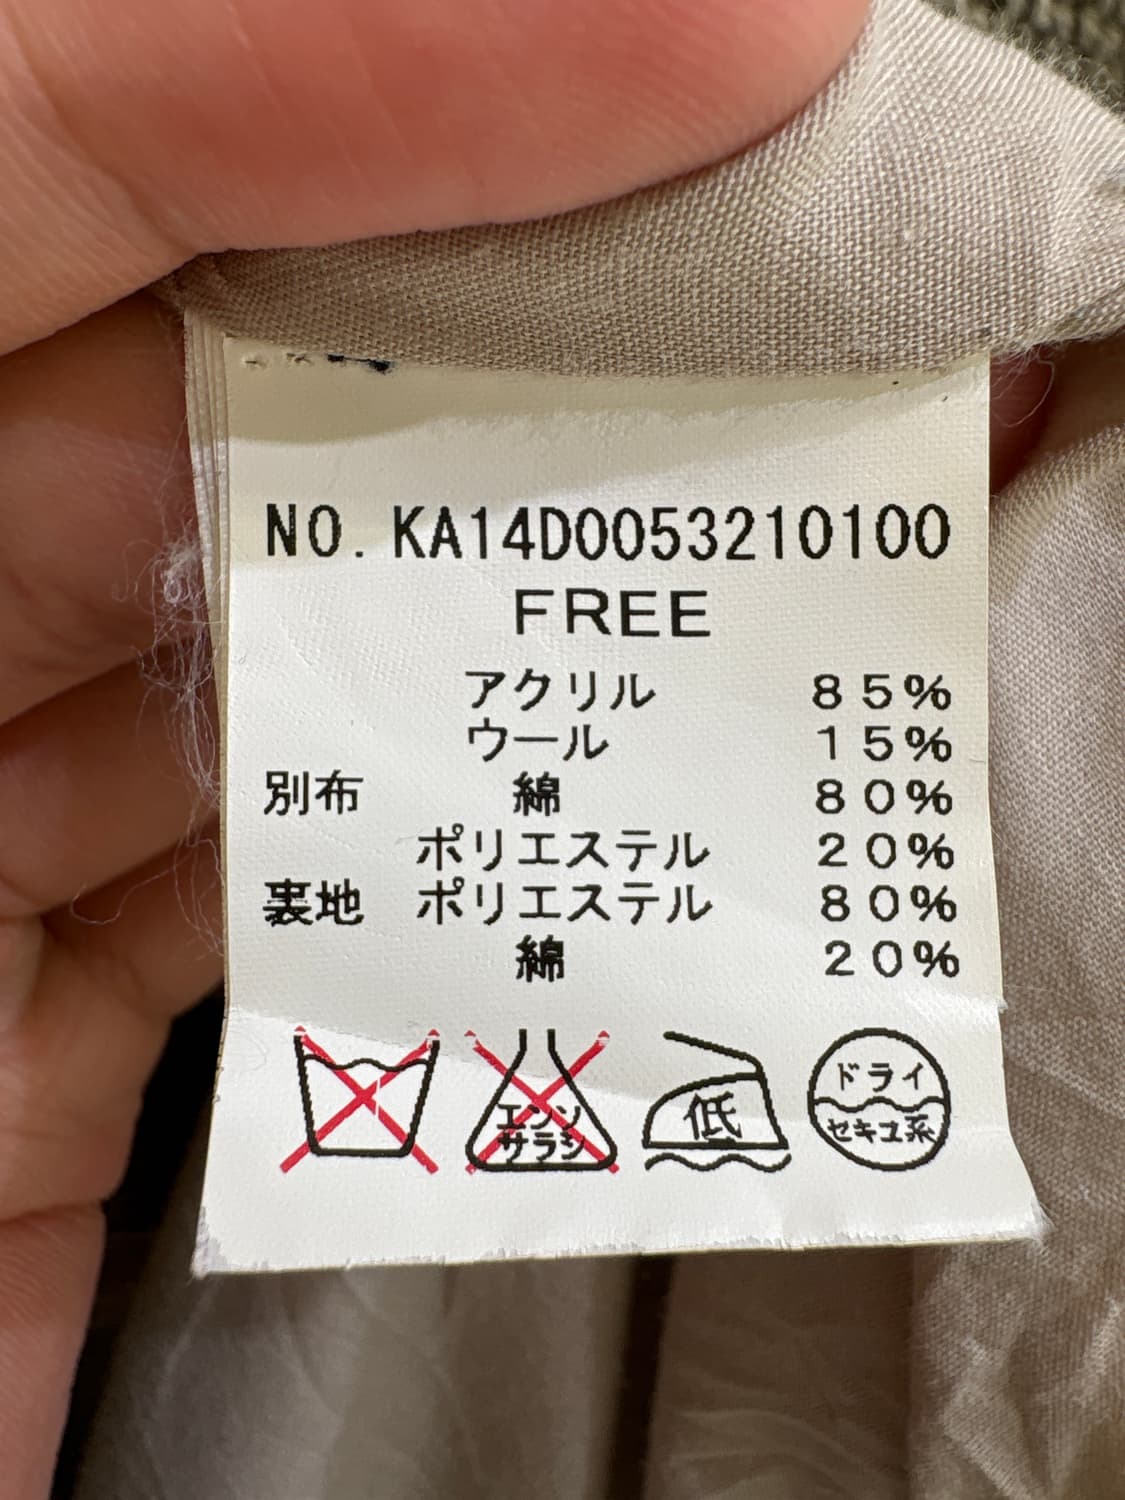 NO. KA14D0053210100
FREE
アクリル 85%
ウール 15%
別布 綿 80%
ポリエステル 20%
裏地 ポリエステル 80%
綿 20%
エンソ
サラシ
低
ドライ
セキユ系